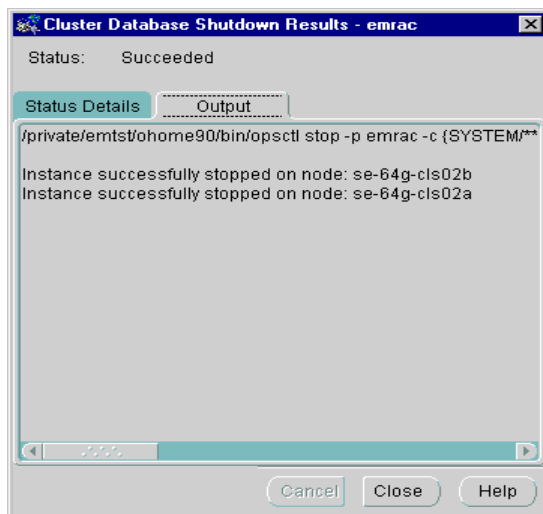 Cluster Database Shutdown Results - emrac
Status: Succeeded
Status Details Output
/private/emtst/ohome90/bin/opsctl stop -p emrac -c {SYSTEM/**
Instance successfully stopped on node: se-64g-cls02b
Instance successfully stopped on node: se-64g-cls02a
Cancel Close Help